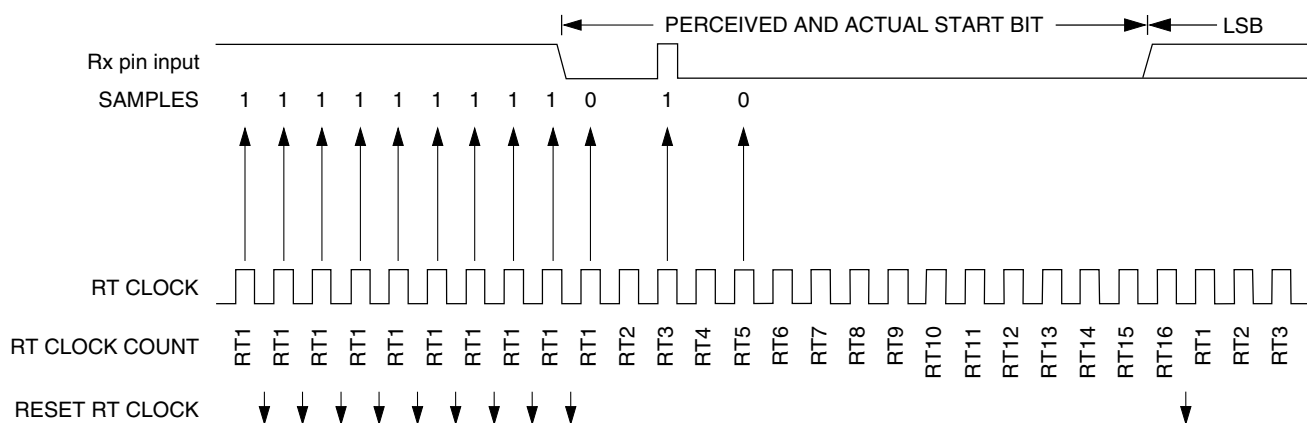 PERCEIVED AND ACTUAL START BIT LSB
Rx pin input
SAMPLES 1 1 1 1 1 1 1 1 1 0 1 0
RT CLOCK
RT CLOCK COUNT RT1 RT1 RT1 RT1 RT1 RT1 RT1 RT1 RT1 RT1 RT2 RT3 RT4 RT5 RT6 RT7 RT8 RT9 RT10 RT11 RT12 RT13 RT14 RT15 RT16 RT1 RT2 RT3
RESET RT CLOCK